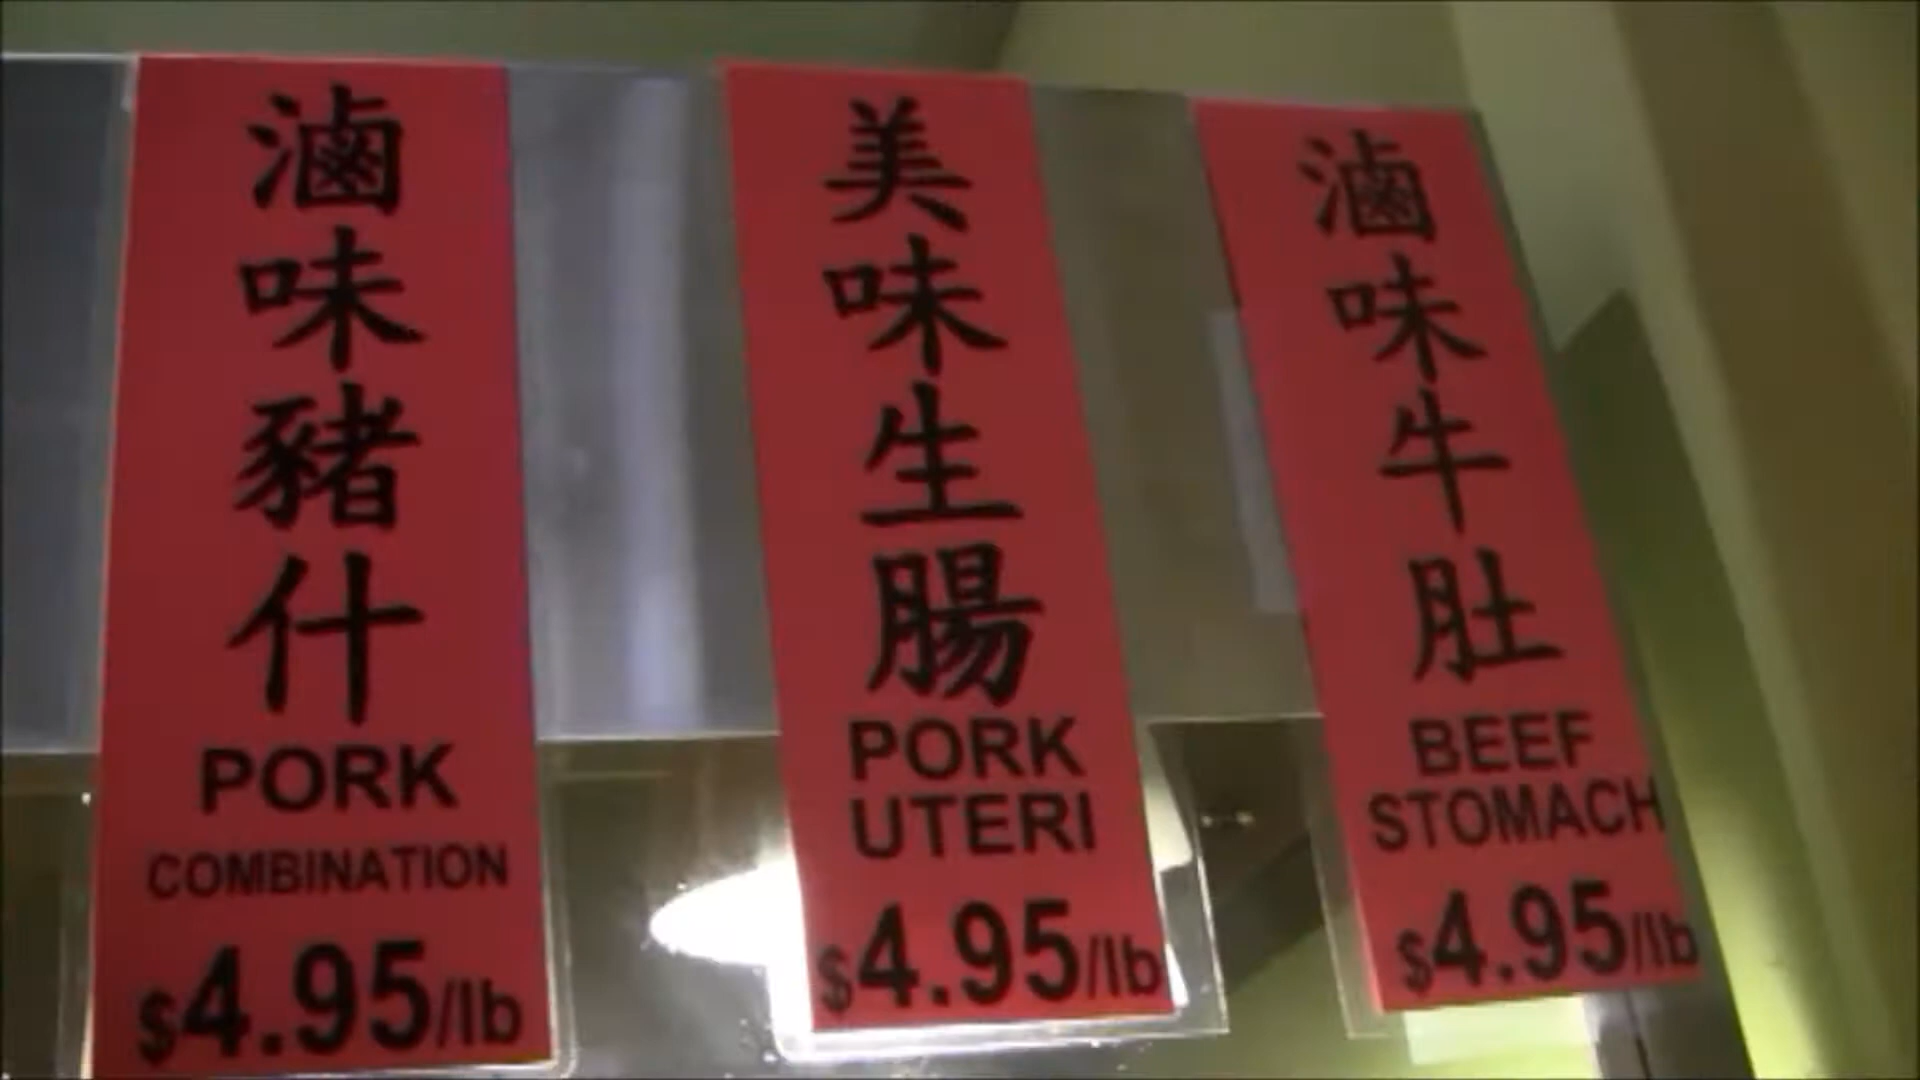 滷味豬什
PORK
COMBINATION
$4.95/lb
美味生腸
PORK
UTERI
$4.95/lb
滷味牛肚
BEEF
STOMACH
$4.95/lb